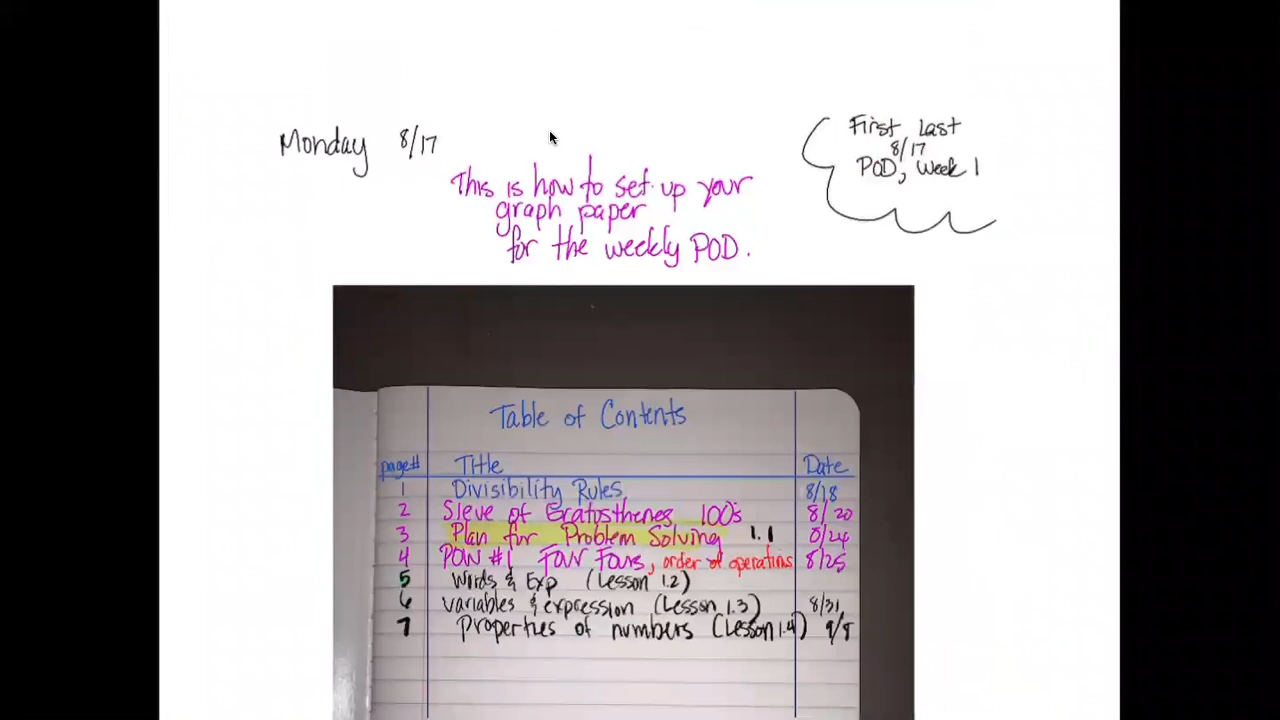 Monday 8/17
First Last
8/17
POD, Week 1
This is how to set up your
graph paper
for the weekly POD.
Table of Contents
page# Title Date
1 Divisibility Rules 8/18
2 Sieve of Eratosthenes 100's 8/20
3 Plan for Problem Solving 1.1 8/24
4 POW #1 Four Fours, order of operations 8/25
5 Words & Exp (Lesson 1.2)
6 variables & expression (Lesson 1.3) 8/31
7 Properties of numbers (Lesson 1.4) 9/8